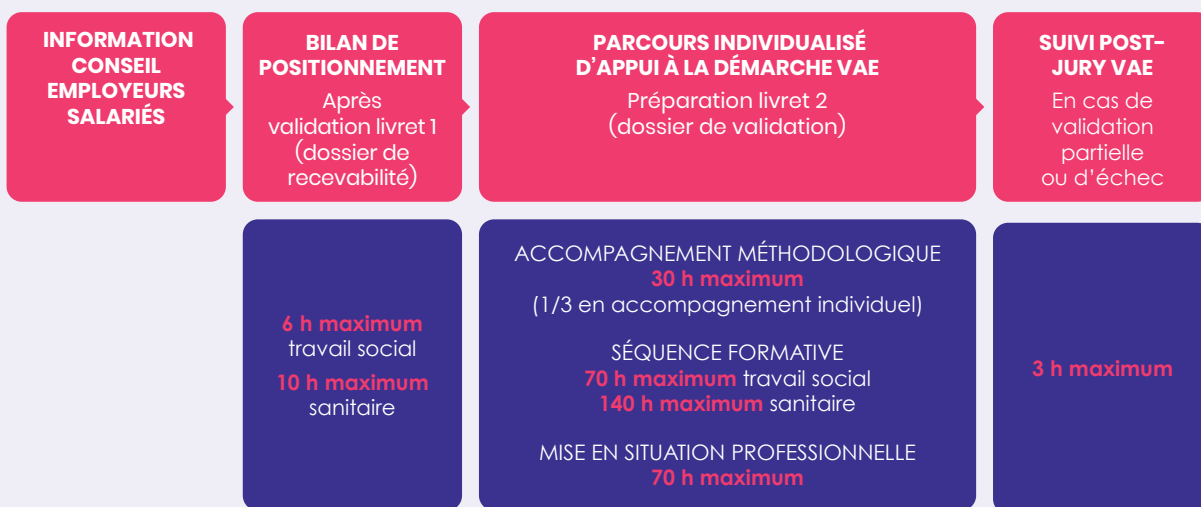 INFORMATION
CONSEIL
EMPLOYEURS
SALARIÉS
BILAN DE
POSITIONNEMENT
Après
validation livret 1
(dossier de
recevabilité)
PARCOURS INDIVIDUALISÉ
D'APPUI À LA DÉMARCHE VAE
Préparation livret 2
(dossier de validation)
SUIVI POST-
JURY VAE
En cas de
validation
partielle
ou d'échec
6 h maximum
travail social
10 h maximum
sanitaire
ACCOMPAGNEMENT MÉTHODOLOGIQUE
30 h maximum
(1/3 en accompagnement individuel)
SÉQUENCE FORMATIVE
70 h maximum travail social
140 h maximum sanitaire
MISE EN SITUATION PROFESSIONNELLE
70 h maximum
3 h maximum